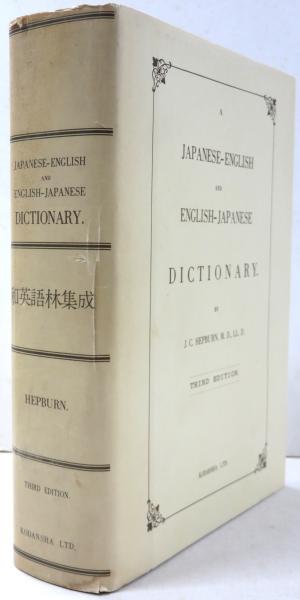 JAPANESE-ENGLISH
AND
ENGLISH-JAPANESE
DICTIONARY.
和英語林集成
HEPBURN.
THIRD EDITION.
KODANSHA LTD.
A
JAPANESE-ENGLISH
AND
ENGLISH-JAPANESE
DICTIONARY.
BY
J. C. HEPBURN, M. D., LL. D.
THIRD EDITION.
KODANSHA LTD.